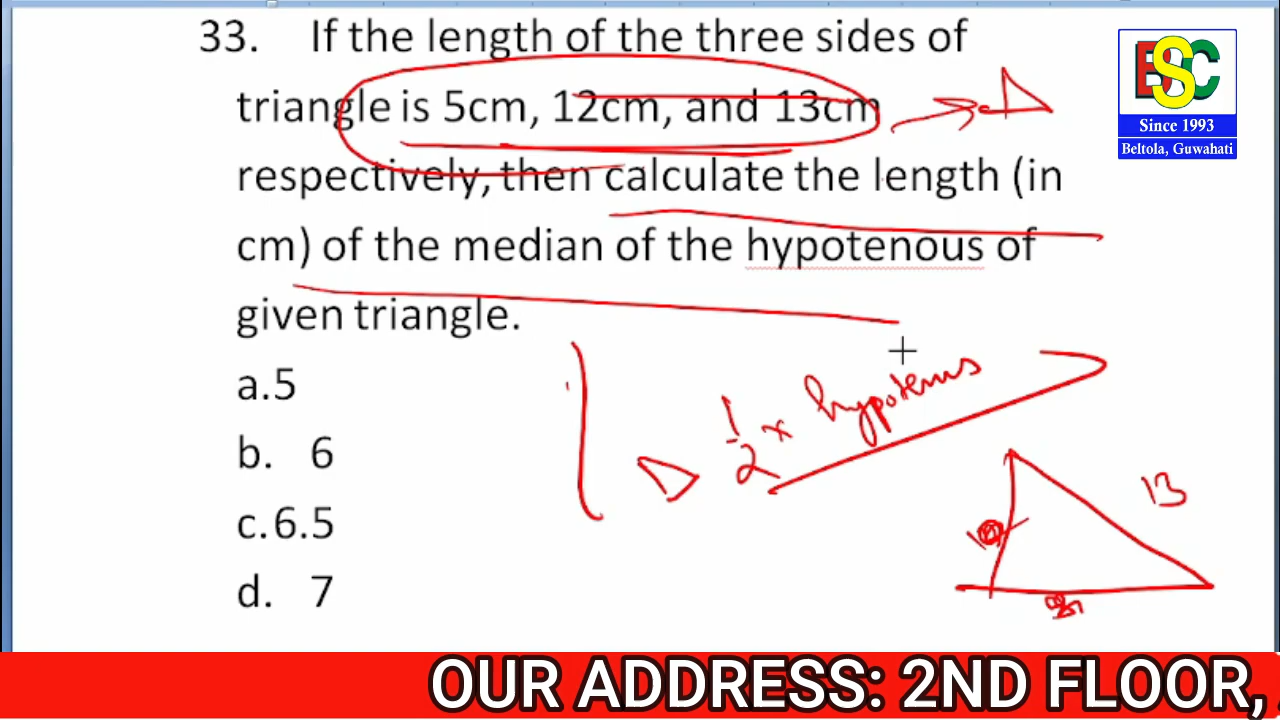 33. If the length of the three sides of
triangle is 5cm, 12cm, and 13cm
respectively, then calculate the length (in
cm) of the median of the hypotenous of
given triangle.
a.5
b. 6
c.6.5
d. 7
1/2 × hypotenus
13
BSC
Since 1993
Beltola, Guwahati
OUR ADDRESS: 2ND FLOOR,